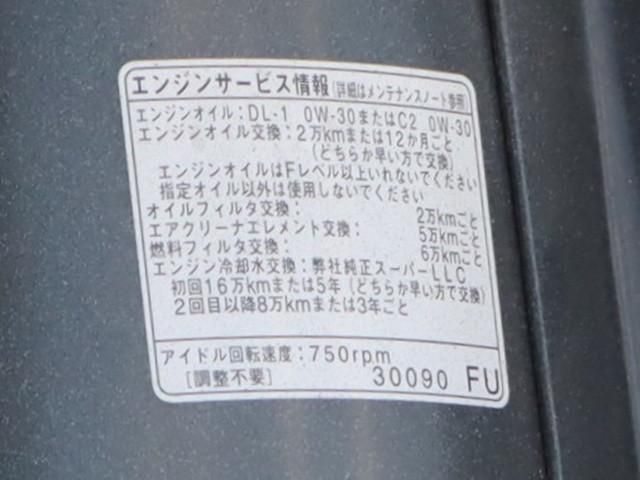 エンジンサービス情報(詳細はメンテナンスノート参照)
エンジンオイル:DL-1 0W-30またはC2 0W-30
エンジンオイル交換:2万kmまたは12か月ごと
(どちらか早い方で交換)
エンジンオイルはFレベル以上いれないでください
指定オイル以外は使用しないでください
オイルフィルタ交換: 2万kmごと
エアクリーナエレメント交換: 5万kmごと
燃料フィルタ交換: 6万kmごと
エンジン冷却水交換:弊社純正スーパーLLC
初回16万kmまたは5年(どちらか早い方で交換)
2回目以降8万kmまたは3年ごと
アイドル回転速度:750rpm
[調整不要] 30090 FU